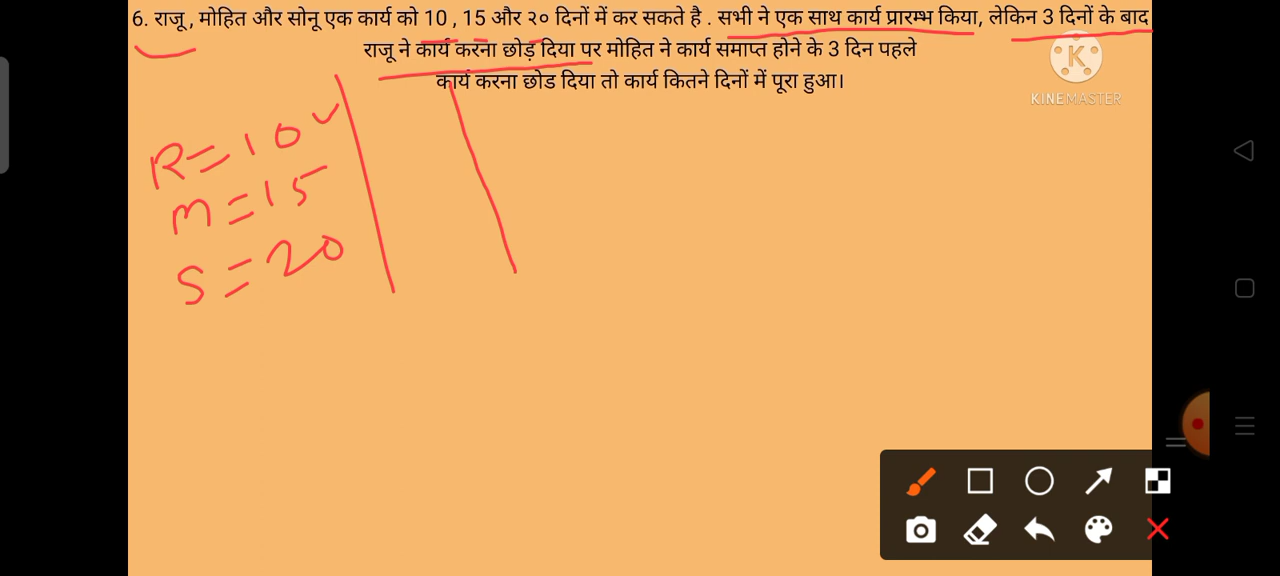 6. राजू , मोहित और सोनू एक कार्य को 10 , 15 और २० दिनों में कर सकते है . सभी ने एक साथ कार्य प्रारम्भ किया, लेकिन 3 दिनों के बाद
राजू ने कार्य करना छोड़ दिया पर मोहित ने कार्य समाप्त होने के 3 दिन पहले
कार्य करना छोड दिया तो कार्य कितने दिनों में पूरा हुआ।
K
KINEMASTER
R=10
M=15
S=20